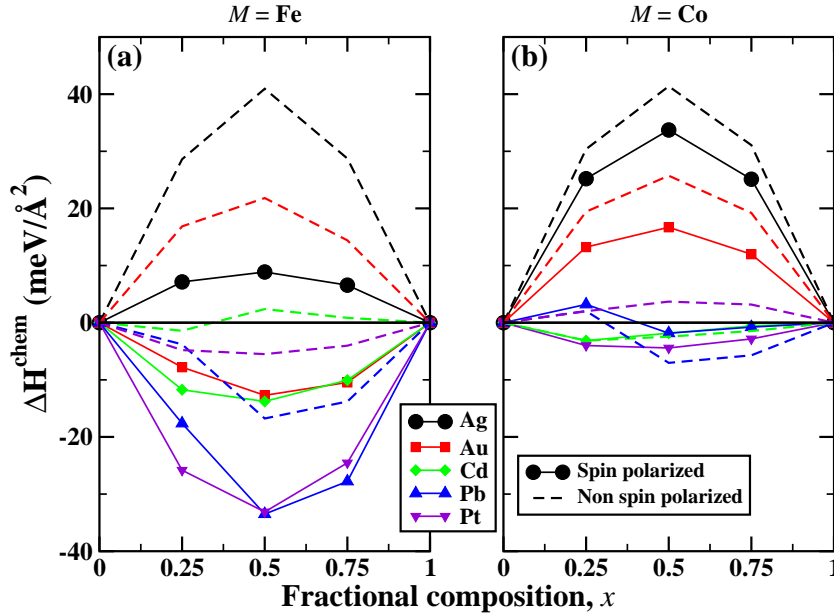 M = Fe
M = Co
(a)
(b)
40
20
0
-20
-40
ΔH^chem (meV/Å²)
Ag
Au
Cd
Pb
Pt
Spin polarized
Non spin polarized
0 0.25 0.5 0.75 1
0 0.25 0.5 0.75 1
Fractional composition, x